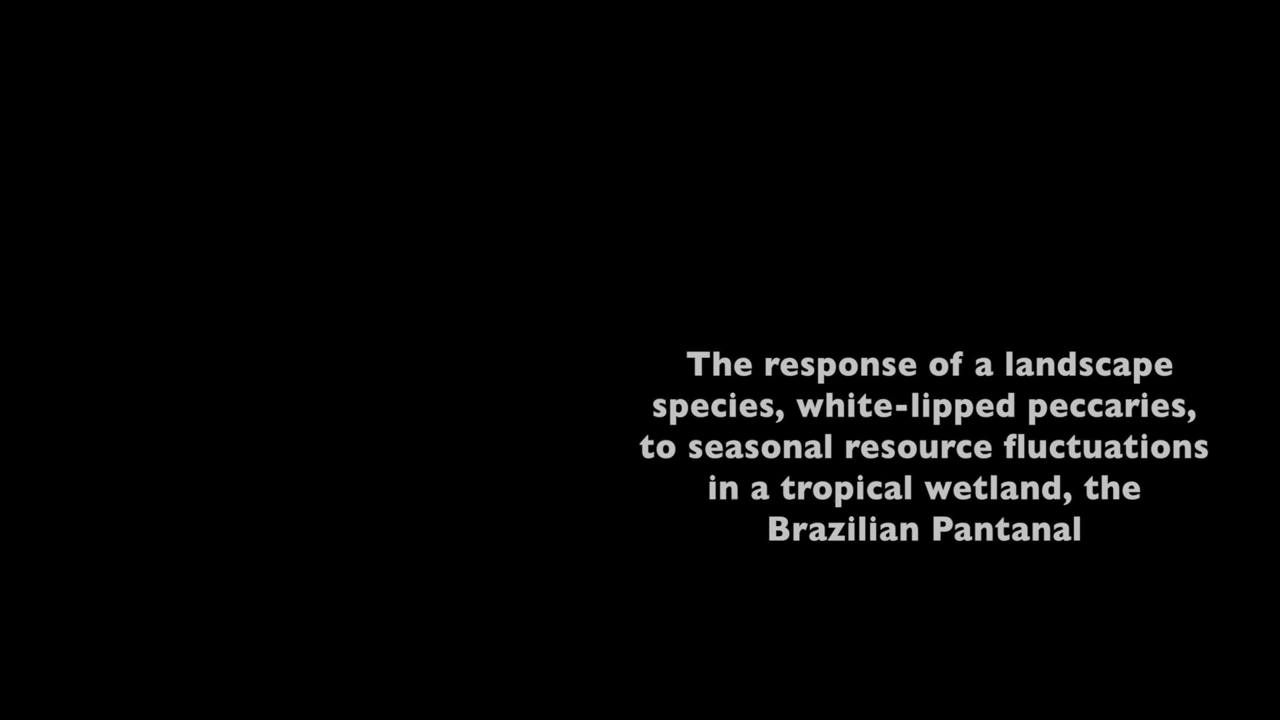 The response of a landscape
species, white-lipped peccaries,
to seasonal resource fluctuations
in a tropical wetland, the
Brazilian Pantanal